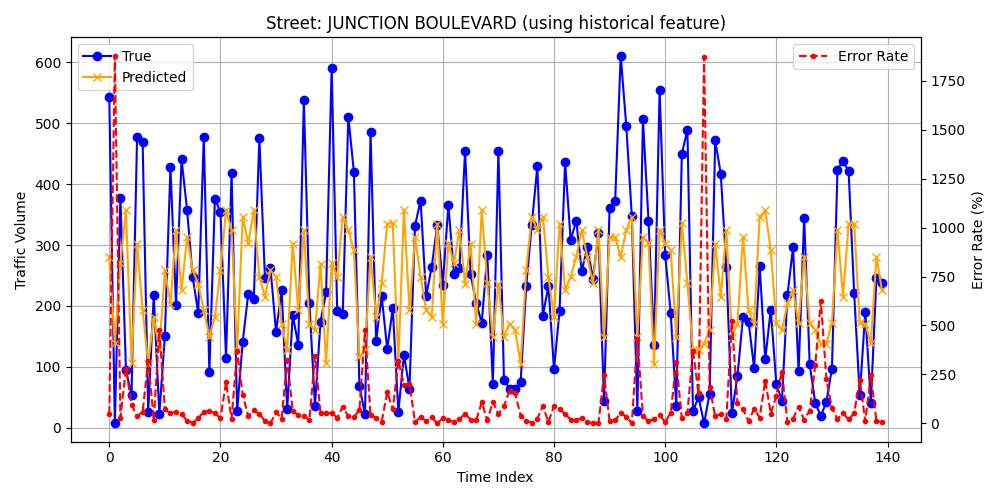 Street: JUNCTION BOULEVARD (using historical feature)
True
Predicted
Error Rate
Traffic Volume
600
500
400
300
200
100
0
1750
1500
1250
1000
750
500
250
0
Error Rate (%)
0 20 40 60 80 100 120 140
Time Index